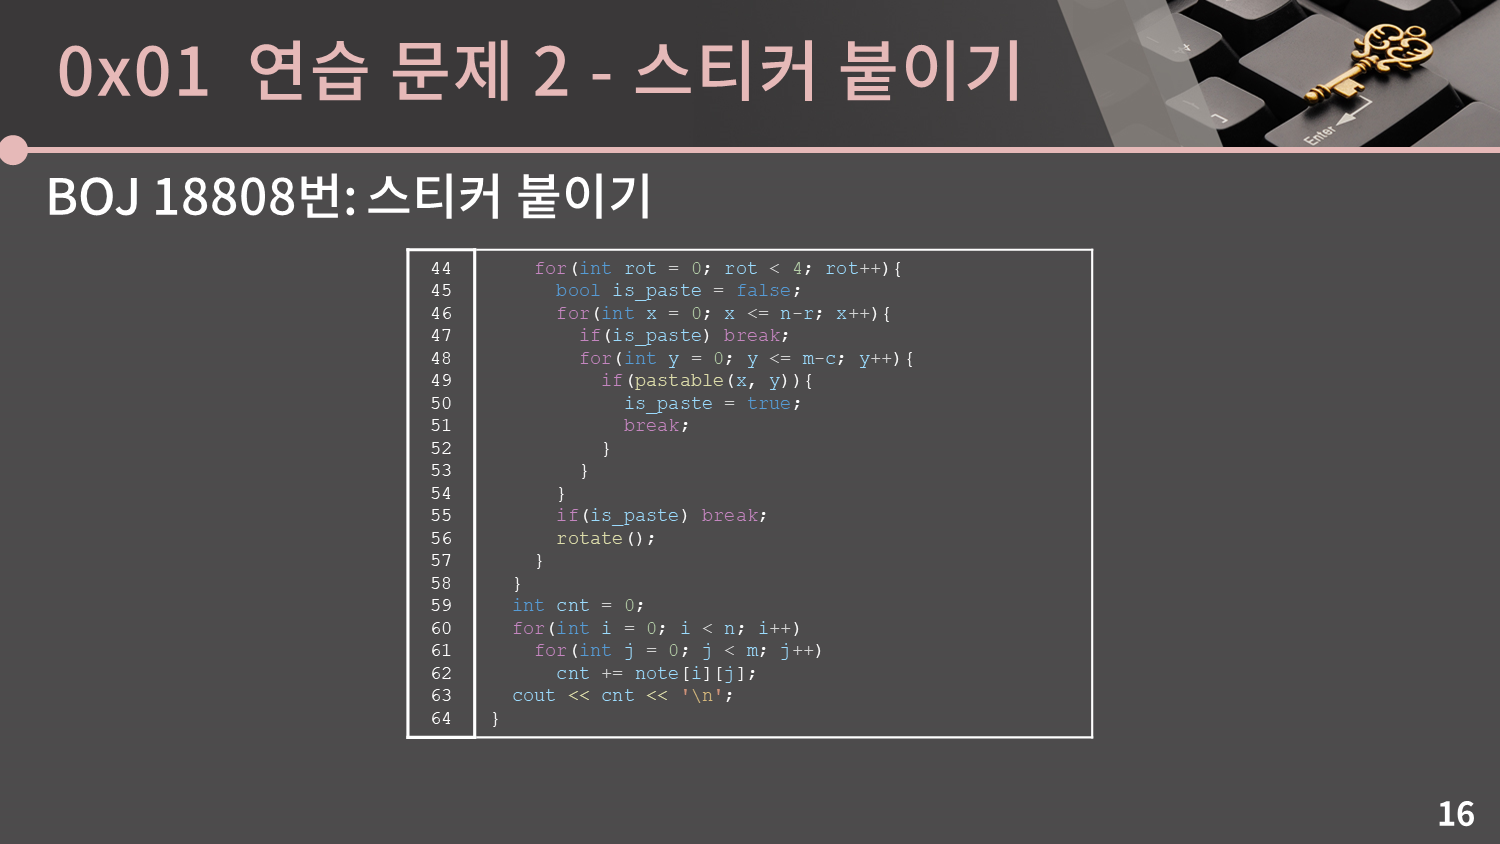 0x01 연습 문제 2 - 스티커 붙이기
Enter
BOJ 18808번: 스티커 붙이기
44     for(int rot = 0; rot < 4; rot++){
45       bool is_paste = false;
46       for(int x = 0; x <= n-r; x++){
47         if(is_paste) break;
48         for(int y = 0; y <= m-c; y++){
49           if(pastable(x, y)){
50             is_paste = true;
51             break;
52           }
53         }
54       }
55       if(is_paste) break;
56       rotate();
57     }
58   }
59   int cnt = 0;
60   for(int i = 0; i < n; i++)
61     for(int j = 0; j < m; j++)
62       cnt += note[i][j];
63   cout << cnt << '\n';
64 }
16